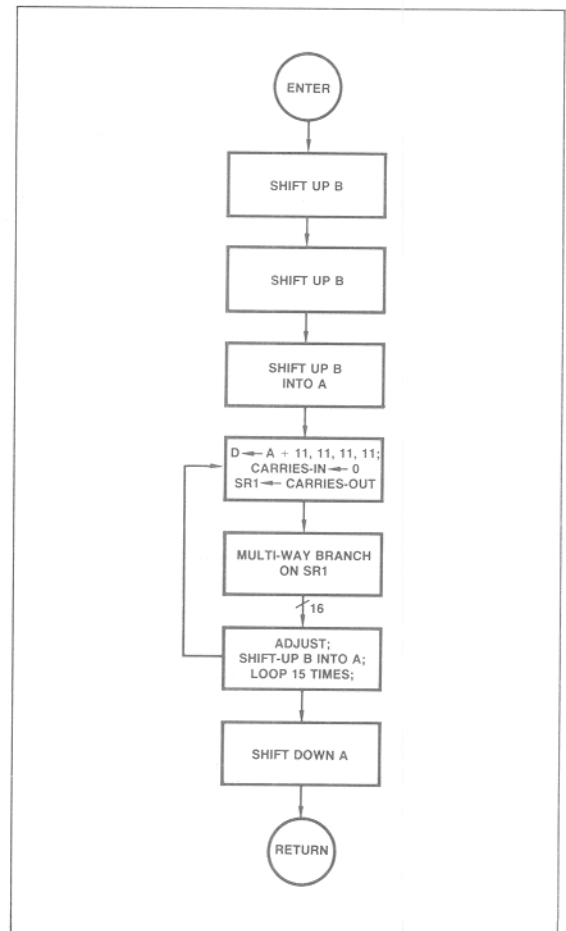 ENTER
SHIFT UP B
SHIFT UP B
SHIFT UP B
INTO A
D ← A + 11, 11, 11, 11;
CARRIES-IN ← 0
SR1 ← CARRIES-OUT
MULTI-WAY BRANCH
ON SR1
16
ADJUST;
SHIFT-UP B INTO A;
LOOP 15 TIMES;
SHIFT DOWN A
RETURN